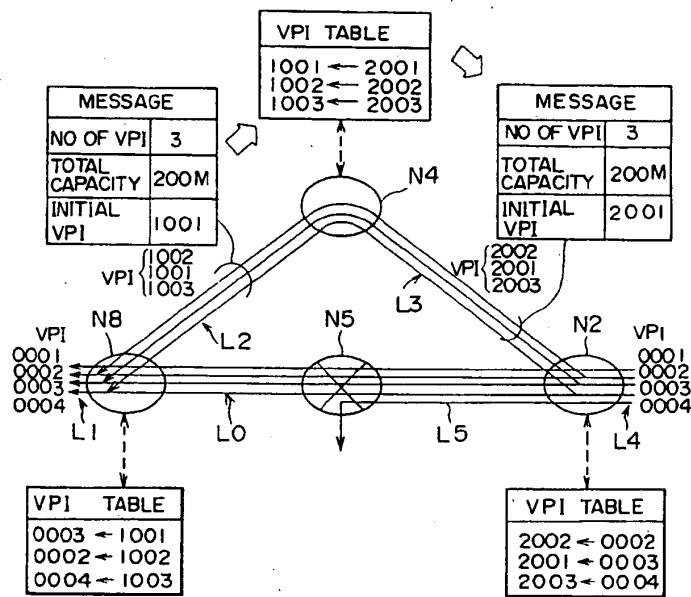 VPI TABLE
1001 ← 2001
1002 ← 2002
1003 ← 2003
MESSAGE
NO OF VPI 3
TOTAL CAPACITY 200M
INITIAL VPI 1001
MESSAGE
NO OF VPI 3
TOTAL CAPACITY 200M
INITIAL VPI 2001
N4
VPI { 1002
1001
1003
VPI { 2002
2001
2003
L2
L3
N8
N5
N2
VPI
0001
0002
0003
0004
VPI
0001
0002
0003
0004
L1
L0
L5
L4
VPI TABLE
0003 ← 1001
0002 ← 1002
0004 ← 1003
VPI TABLE
2002 ← 0002
2001 ← 0003
2003 ← 0004